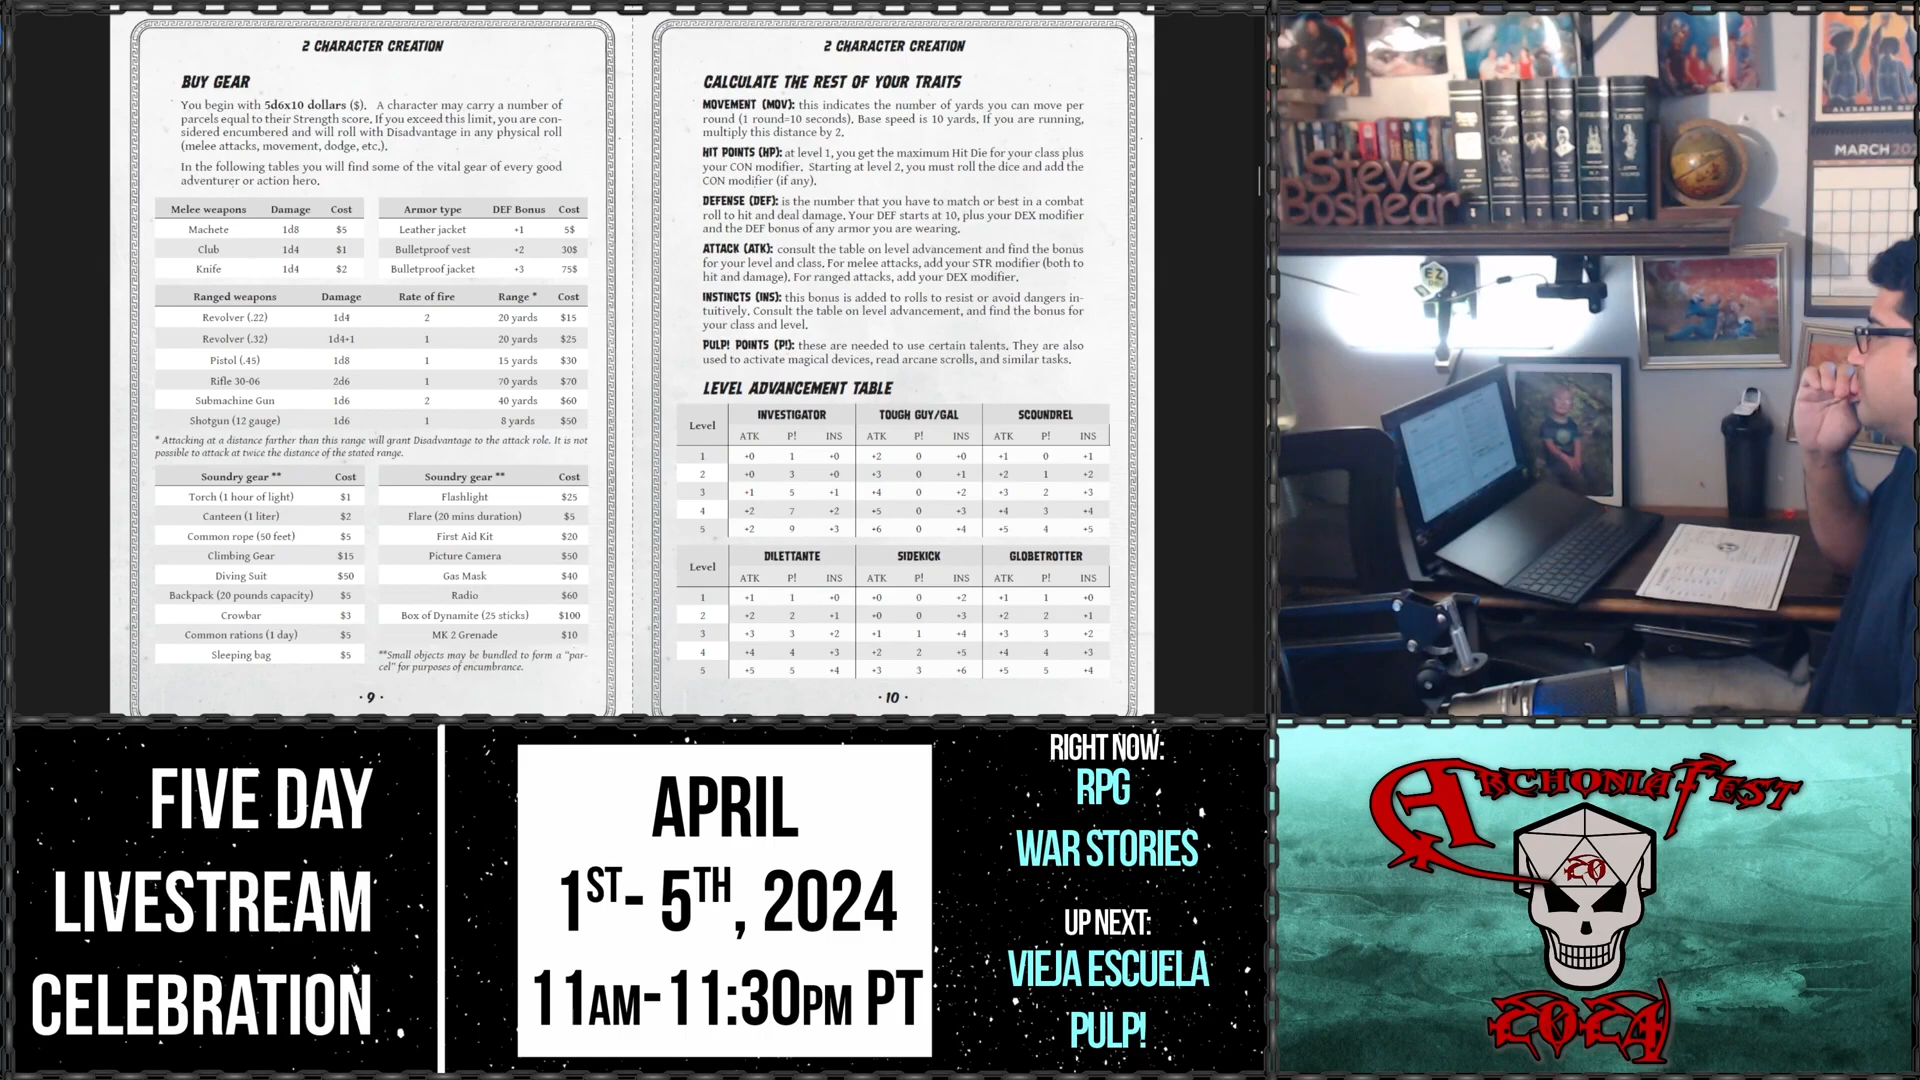 2 CHARACTER CREATION
BUY GEAR
You begin with 5d6x10 dollars ($). A character may carry a number of
parcels equal to their Strength score. If you exceed this limit, you are con-
sidered encumbered and will roll with Disadvantage in any physical roll
(melee attacks, movement, dodge, etc.).
In the following tables you will find some of the vital gear of every good
adventurer or action hero.
Melee weapons Damage Cost
Machete 1d8 $5
Club 1d4 $1
Knife 1d4 $2
Armor type DEF Bonus Cost
Leather jacket +1 5$
Bulletproof vest +2 30$
Bulletproof jacket +3 75$
Ranged weapons Damage Rate of fire Range * Cost
Revolver (.22) 1d4 2 20 yards $15
Revolver (.32) 1d4+1 1 20 yards $25
Pistol (.45) 1d8 1 15 yards $30
Rifle 30-06 2d6 1 70 yards $70
Submachine Gun 1d6 2 40 yards $60
Shotgun (12 gauge) 1d6 1 8 yards $50
* Attacking at a distance farther than this range will grant Disadvantage to the attack role. It is not
possible to attack at twice the distance of the stated range.
Soundry gear ** Cost
Torch (1 hour of light) $1
Canteen (1 liter) $2
Common rope (50 feet) $5
Climbing Gear $15
Diving Suit $50
Backpack (20 pounds capacity) $5
Crowbar $3
Common rations (1 day) $5
Sleeping bag $5
Soundry gear ** Cost
Flashlight $25
Flare (20 mins duration) $5
First Aid Kit $20
Picture Camera $50
Gas Mask $40
Radio $60
Box of Dynamite (25 sticks) $100
MK 2 Grenade $10
**Small objects may be bundled to form a "par-
cel" for purposes of encumbrance.
· 9 ·
2 CHARACTER CREATION
CALCULATE THE REST OF YOUR TRAITS
MOVEMENT (MOV): this indicates the number of yards you can move per
round (1 round=10 seconds). Base speed is 10 yards. If you are running,
multiply this distance by 2.
HIT POINTS (HP): at level 1, you get the maximum Hit Die for your class plus
your CON modifier. Starting at level 2, you must roll the dice and add the
CON modifier (if any).
DEFENSE (DEF): is the number that you have to match or best in a combat
roll to hit and deal damage. Your DEF starts at 10, plus your DEX modifier
and the DEF bonus of any armor you are wearing.
ATTACK (ATK): consult the table on level advancement and find the bonus
for your level and class. For melee attacks, add your STR modifier (both to
hit and damage). For ranged attacks, add your DEX modifier.
INSTINCTS (INS): this bonus is added to rolls to resist or avoid dangers in-
tuitively. Consult the table on level advancement, and find the bonus for
your class and level.
PULP! POINTS (P!): these are needed to use certain talents. They are also
used to activate magical devices, read arcane scrolls, and similar tasks.
LEVEL ADVANCEMENT TABLE
Level INVESTIGATOR TOUGH GUY/GAL SCOUNDREL
ATK P! INS ATK P! INS ATK P! INS
1 +0 1 +0 +2 0 +0 +1 0 +1
2 +0 3 +0 +3 0 +1 +2 1 +2
3 +1 5 +1 +4 0 +2 +3 2 +3
4 +2 7 +2 +5 0 +3 +4 3 +4
5 +2 9 +3 +6 0 +4 +5 4 +5
Level DILETTANTE SIDEKICK GLOBETROTTER
ATK P! INS ATK P! INS ATK P! INS
1 +1 1 +0 +0 0 +2 +1 1 +0
2 +2 2 +1 +0 0 +3 +2 2 +1
3 +3 3 +2 +1 1 +4 +3 3 +2
4 +4 4 +3 +2 2 +5 +4 4 +3
5 +5 5 +4 +3 3 +6 +5 5 +4
· 10 ·
Steve
Boshear
MARCH 202
EZ
FIVE DAY
LIVESTREAM
CELEBRATION
APRIL
1ST- 5TH, 2024
11AM-11:30PM PT
RIGHT NOW:
RPG
WAR STORIES
UP NEXT:
VIEJA ESCUELA
PULP!
ARCHONIAFEST
20
2024